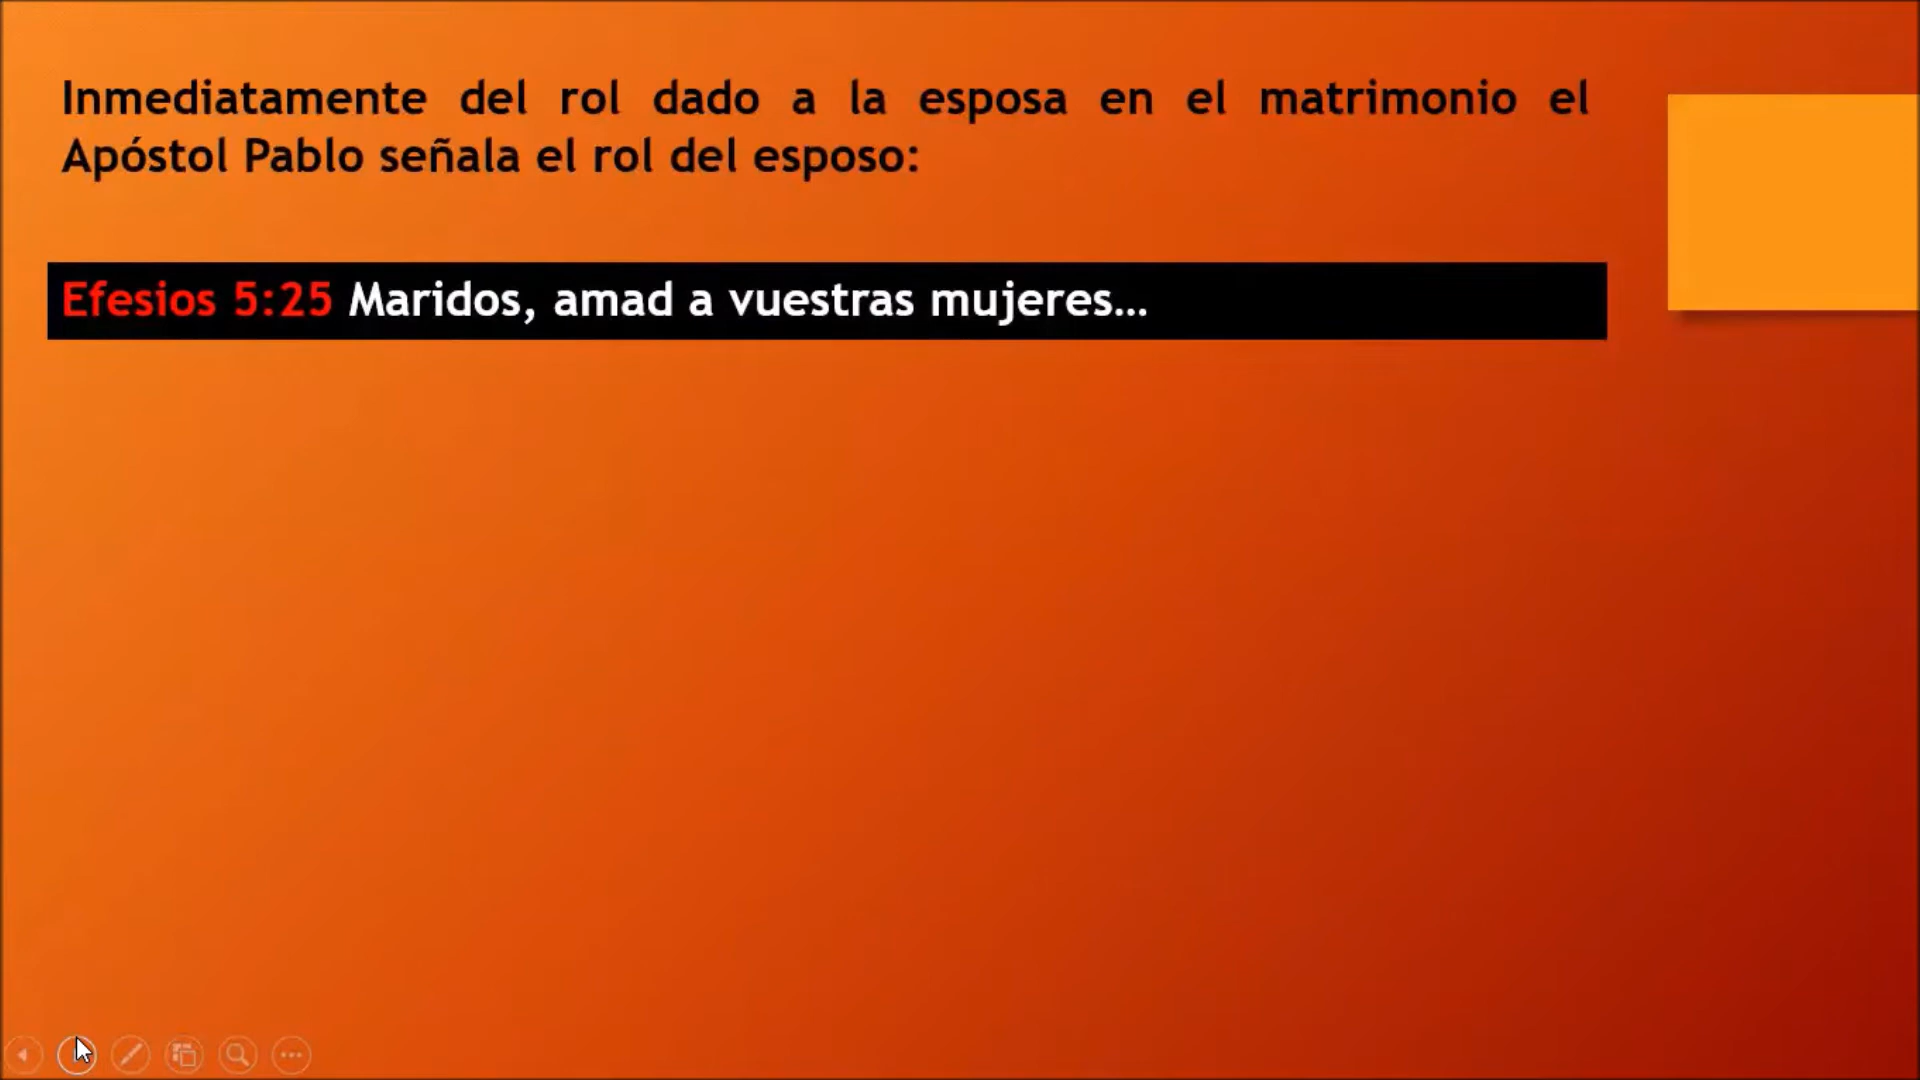 Inmediatamente del rol dado a la esposa en el matrimonio el
Apóstol Pablo señala el rol del esposo:
Efesios 5:25 Maridos, amad a vuestras mujeres...